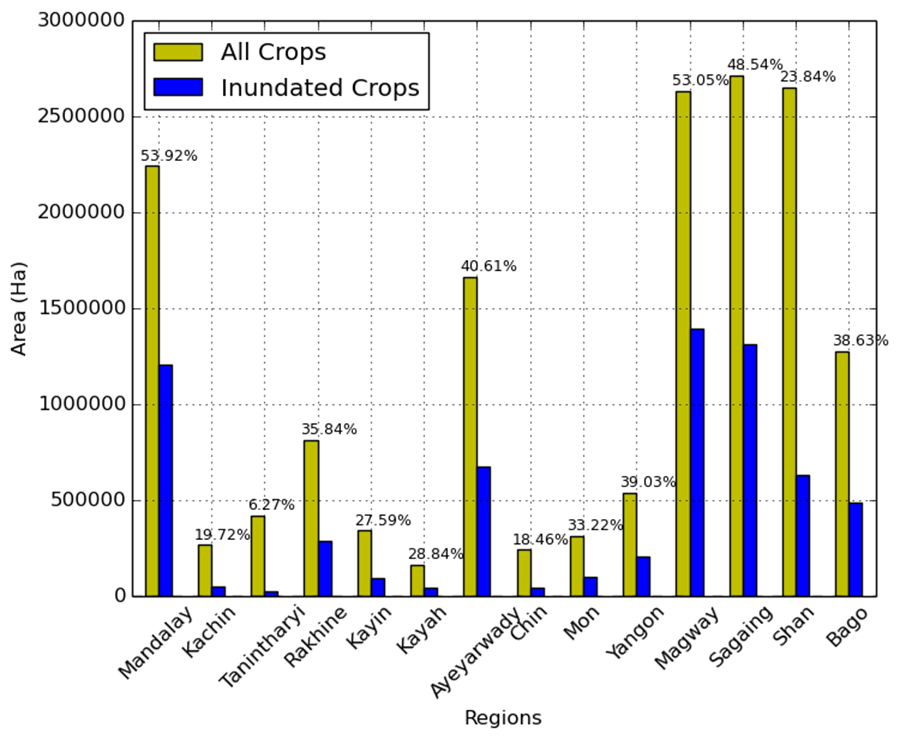 All Crops
Inundated Crops
3000000
2500000
2000000
1500000
1000000
500000
0
Area (Ha)
53.92%
19.72%
6.27%
35.84%
27.59%
28.84%
40.61%
18.46%
33.22%
39.03%
53.05%
48.54%
23.84%
38.63%
Mandalay
Kachin
Tanintharyi
Rakhine
Kayin
Kayah
Ayeyarwady
Chin
Mon
Yangon
Magway
Sagaing
Shan
Bago
Regions